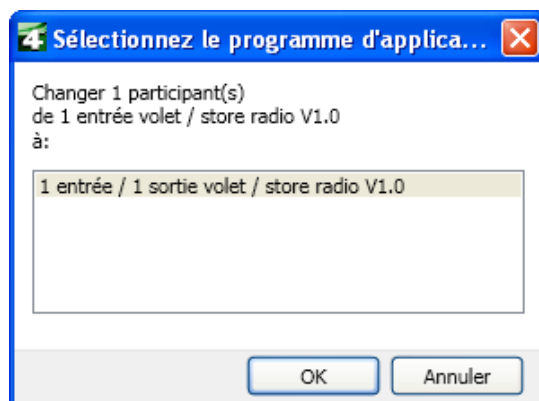 4 Sélectionnez le programme d'applica...
Changer 1 participant(s)
de 1 entrée volet / store radio V1.0
à:
1 entrée / 1 sortie volet / store radio V1.0
OK Annuler